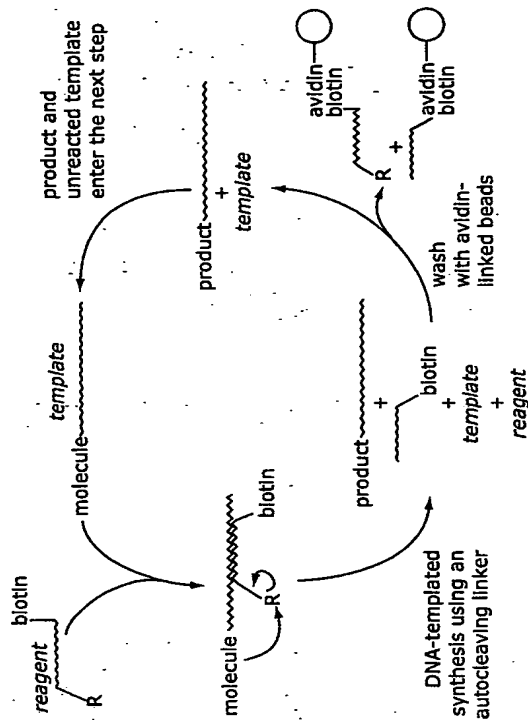 biotin
reagent
R
molecule
template
product and
unreacted template
enter the next step
product
+
template
molecule
R
biotin
DNA-templated
synthesis using an
autocleaving linker
product
+
biotin
+
template
+
reagent
wash
with avidin-
linked beads
avidin
biotin
R
+
avidin
biotin